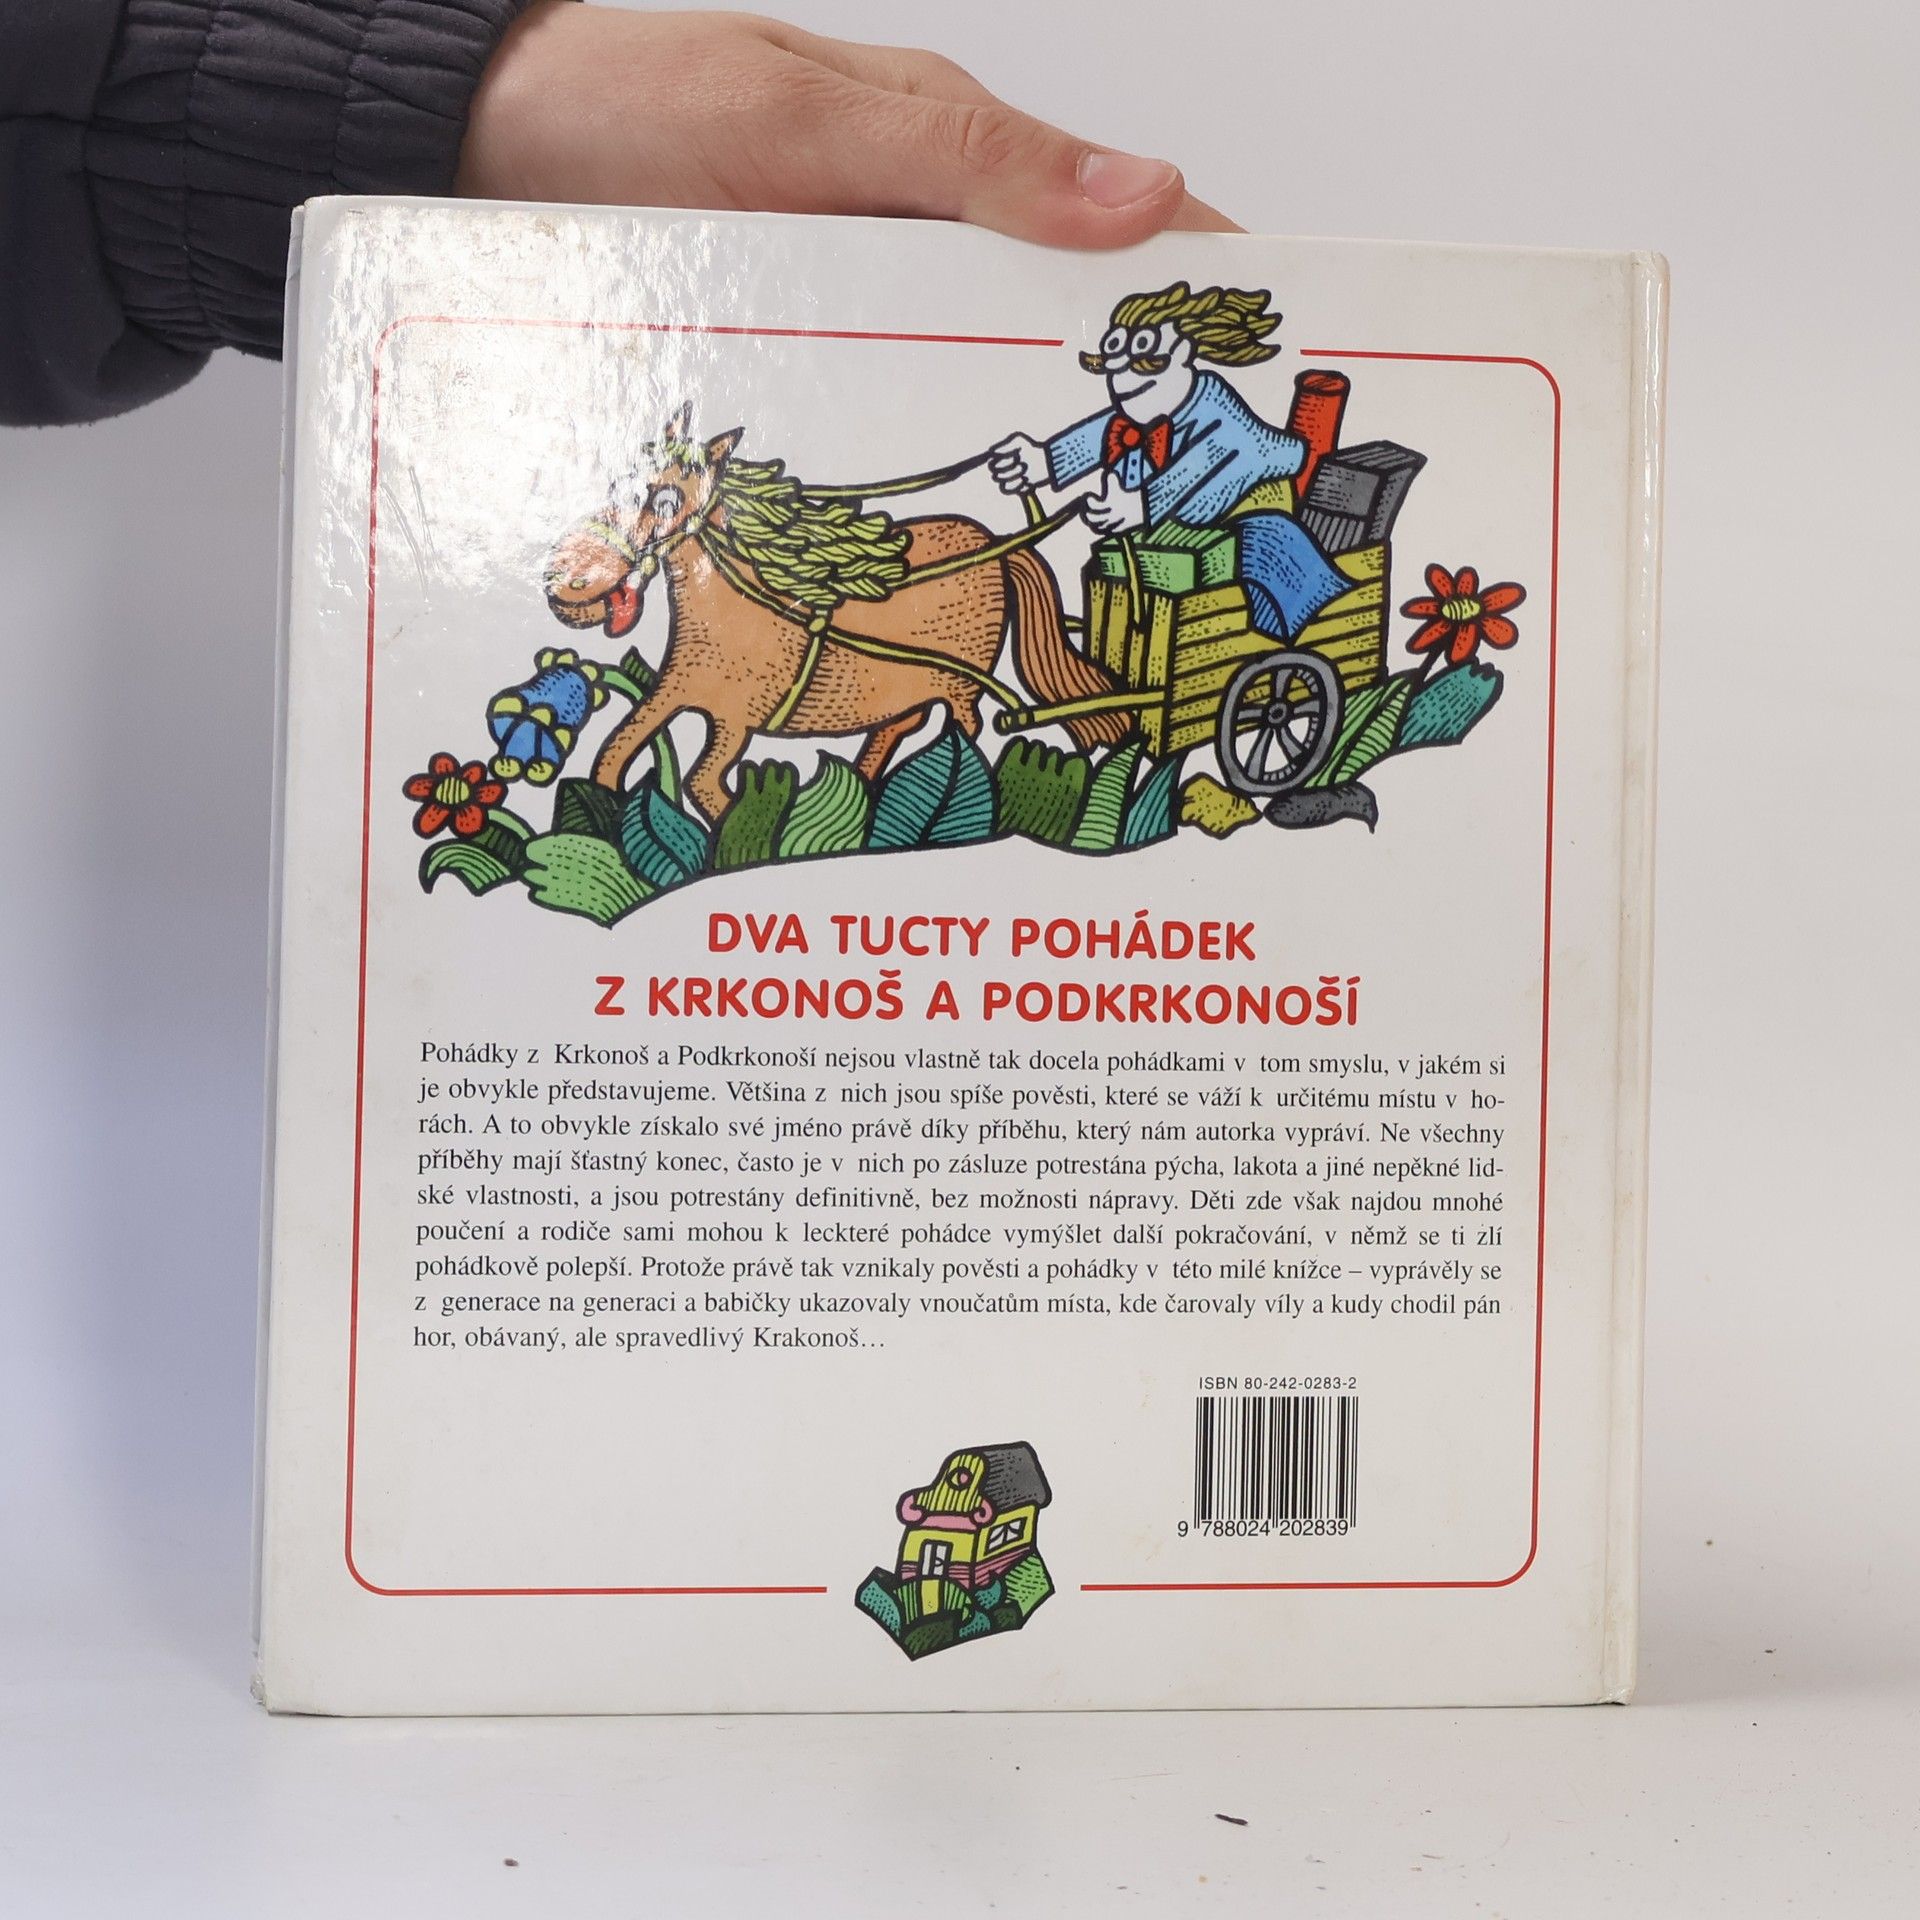 DVA TUCTY POHÁDEK
Z KRKONOŠ A PODKRKONOŠÍ
Pohádky z Krkonoš a Podkrkonoší nejsou vlastně tak docela pohádkami v tom smyslu, v jakém si
je obvykle představujeme. Většina z nich jsou spíše pověsti, které se váží k určitému místu v ho-
rách. A to obvykle získalo své jméno právě díky příběhu, který nám autorka vypráví. Ne všechny
příběhy mají šťastný konec, často je v nich po zásluze potrestána pýcha, lakota a jiné nepěkné lid-
ské vlastnosti, a jsou potrestány definitivně, bez možnosti nápravy. Děti zde však najdou mnohé
poučení a rodiče sami mohou k leckteré pohádce vymýšlet další pokračování, v němž se ti zlí
pohádkově polepší. Protože právě tak vznikaly pověsti a pohádky v této milé knížce – vyprávěly se
z generace na generaci a babičky ukazovaly vnoučatům místa, kde čarovaly víly a kudy chodil pán
hor, obávaný, ale spravedlivý Krakonoš…
ISBN 80-242-0283-2
9 788024 202839